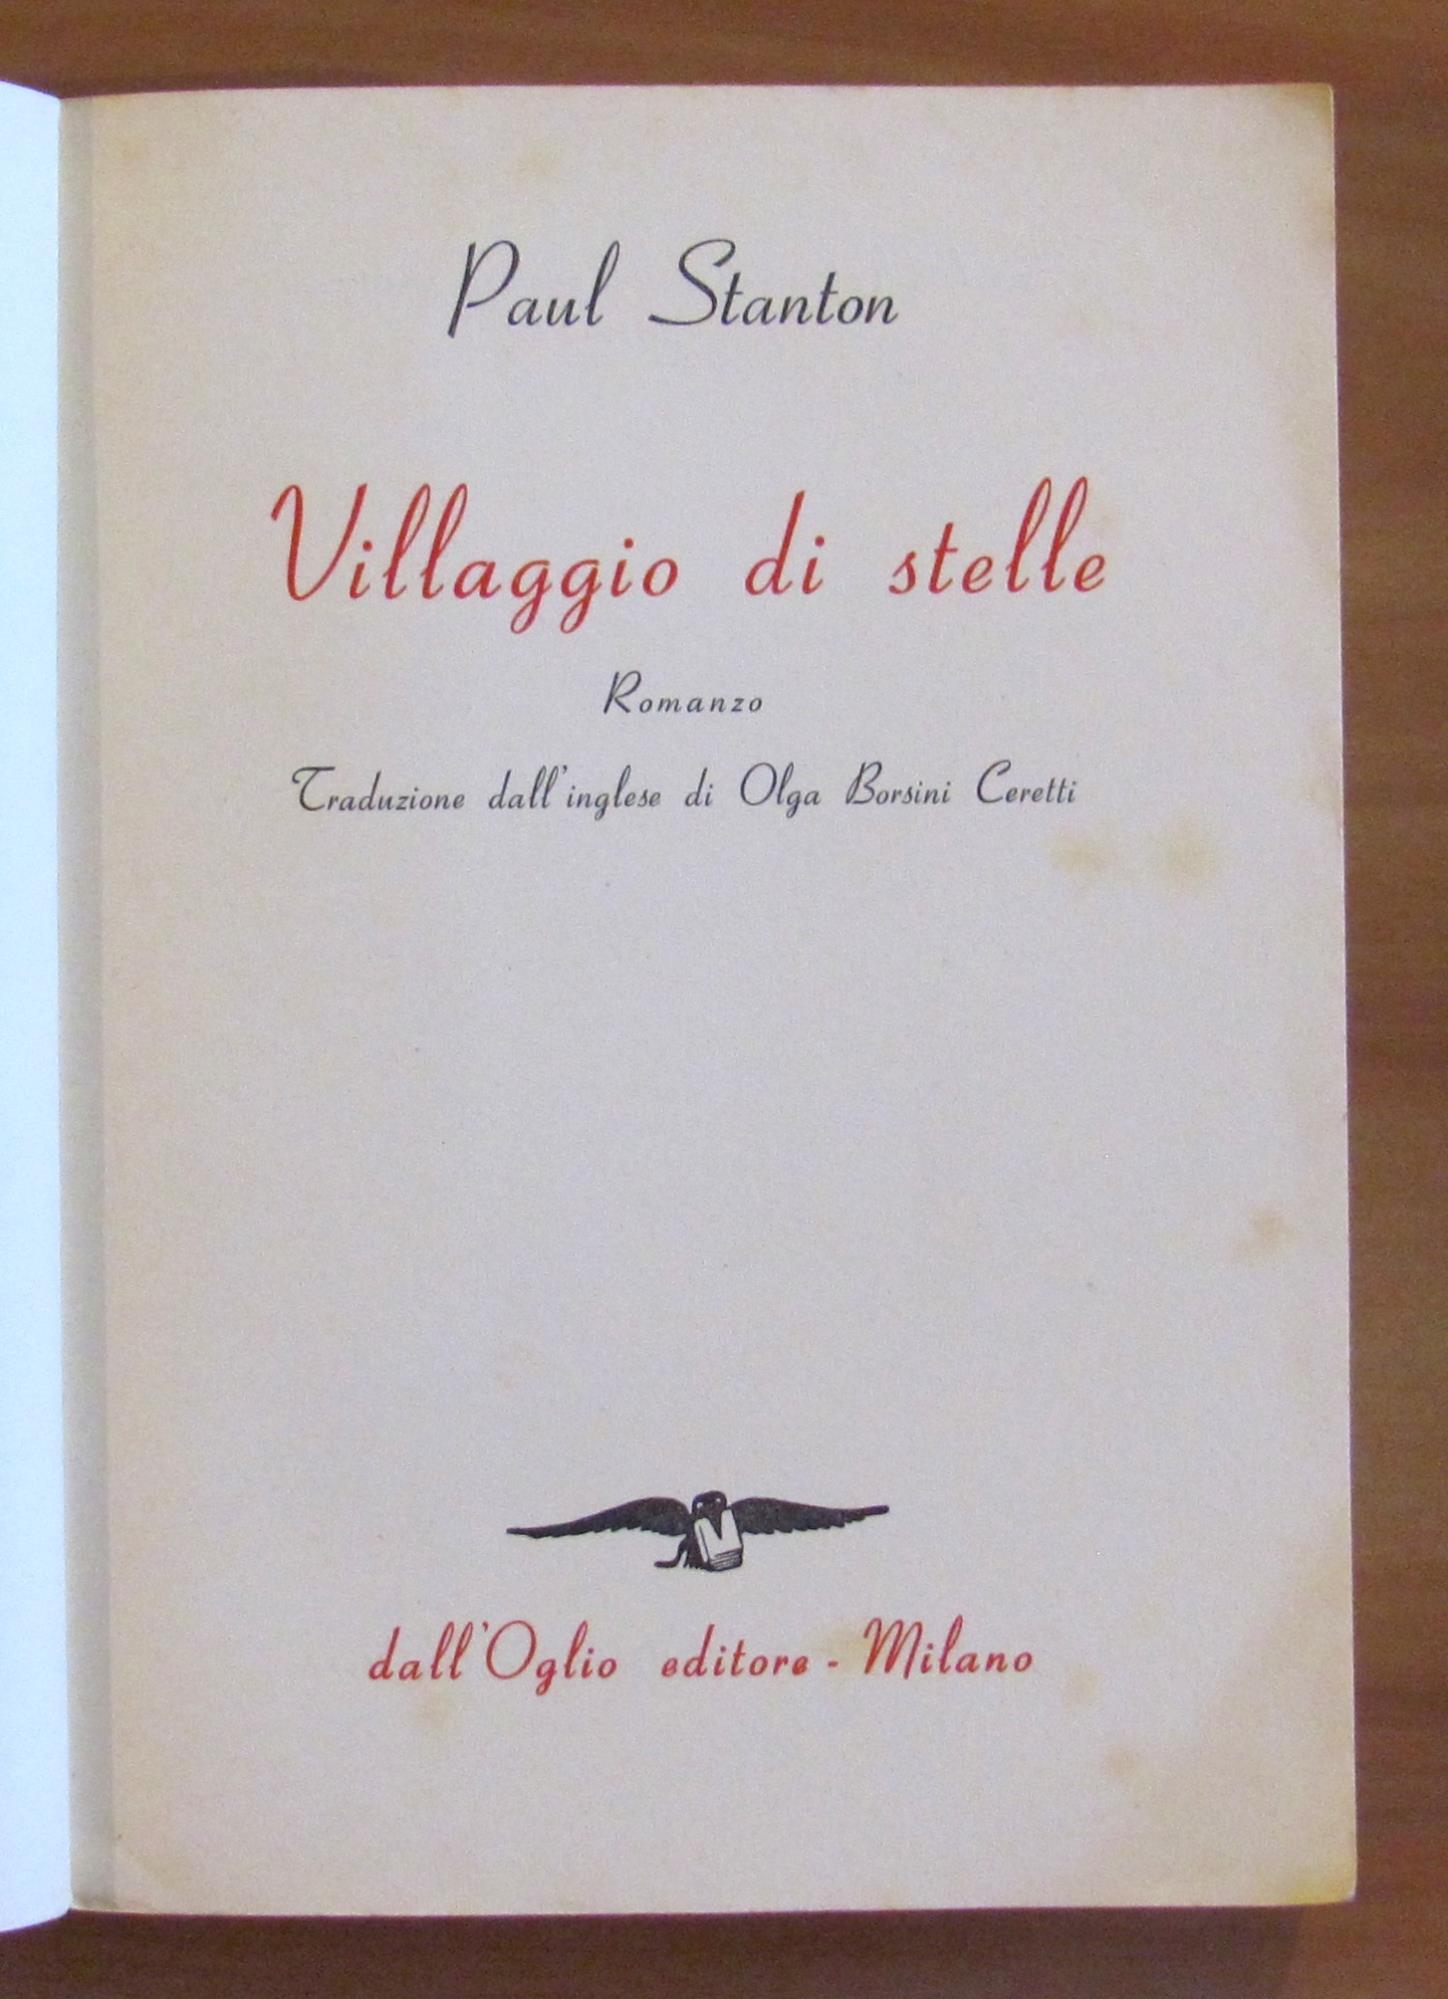 Paul Stanton
Villaggio di stelle
Romanzo
Traduzione dall'inglese di Olga Borsini Ceretti
dall'Oglio editore - Milano